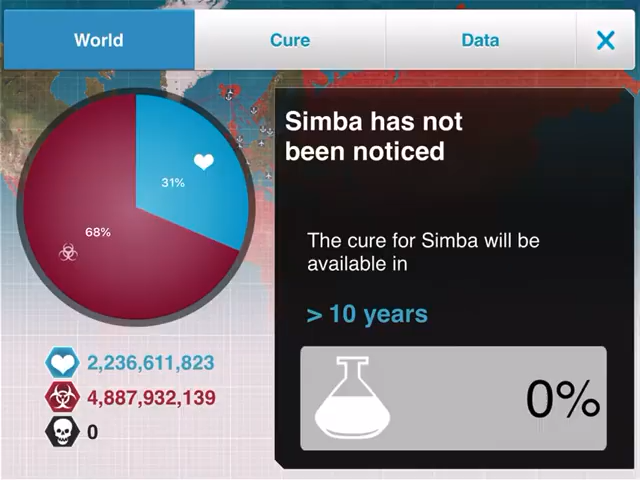 World
Cure
Data
Simba has not
been noticed
31%
68%
The cure for Simba will be
available in
> 10 years
2,236,611,823
4,887,932,139
0
0%